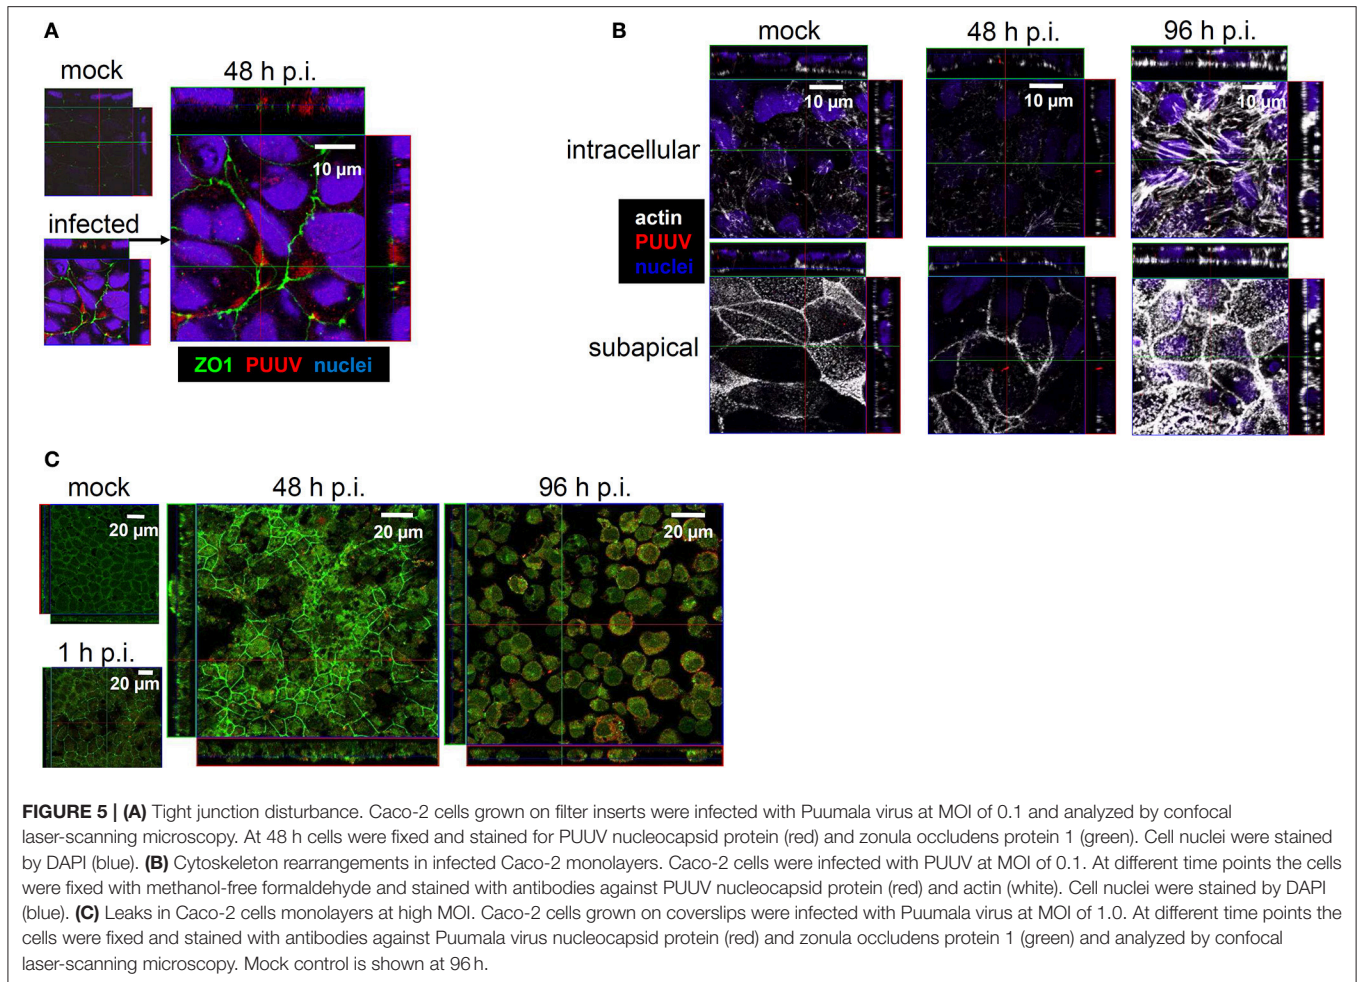 A
mock
48 h p.i.
10 µm
infected
ZO1 PUUV nuclei
B
mock
48 h p.i.
96 h p.i.
10 µm
10 µm
10 µm
intracellular
actin
PUUV
nuclei
subapical
C
mock
48 h p.i.
96 h p.i.
20 µm
20 µm
20 µm
1 h p.i.
20 µm
FIGURE 5 | (A) Tight junction disturbance. Caco-2 cells grown on filter inserts were infected with Puumala virus at MOI of 0.1 and analyzed by confocal
laser-scanning microscopy. At 48 h cells were fixed and stained for PUUV nucleocapsid protein (red) and zonula occludens protein 1 (green). Cell nuclei were stained
by DAPI (blue). (B) Cytoskeleton rearrangements in infected Caco-2 monolayers. Caco-2 cells were infected with PUUV at MOI of 0.1. At different time points the cells
were fixed with methanol-free formaldehyde and stained with antibodies against PUUV nucleocapsid protein (red) and actin (white). Cell nuclei were stained by DAPI
(blue). (C) Leaks in Caco-2 cells monolayers at high MOI. Caco-2 cells grown on coverslips were infected with Puumala virus at MOI of 1.0. At different time points the
cells were fixed and stained with antibodies against Puumala virus nucleocapsid protein (red) and zonula occludens protein 1 (green) and analyzed by confocal
laser-scanning microscopy. Mock control is shown at 96 h.